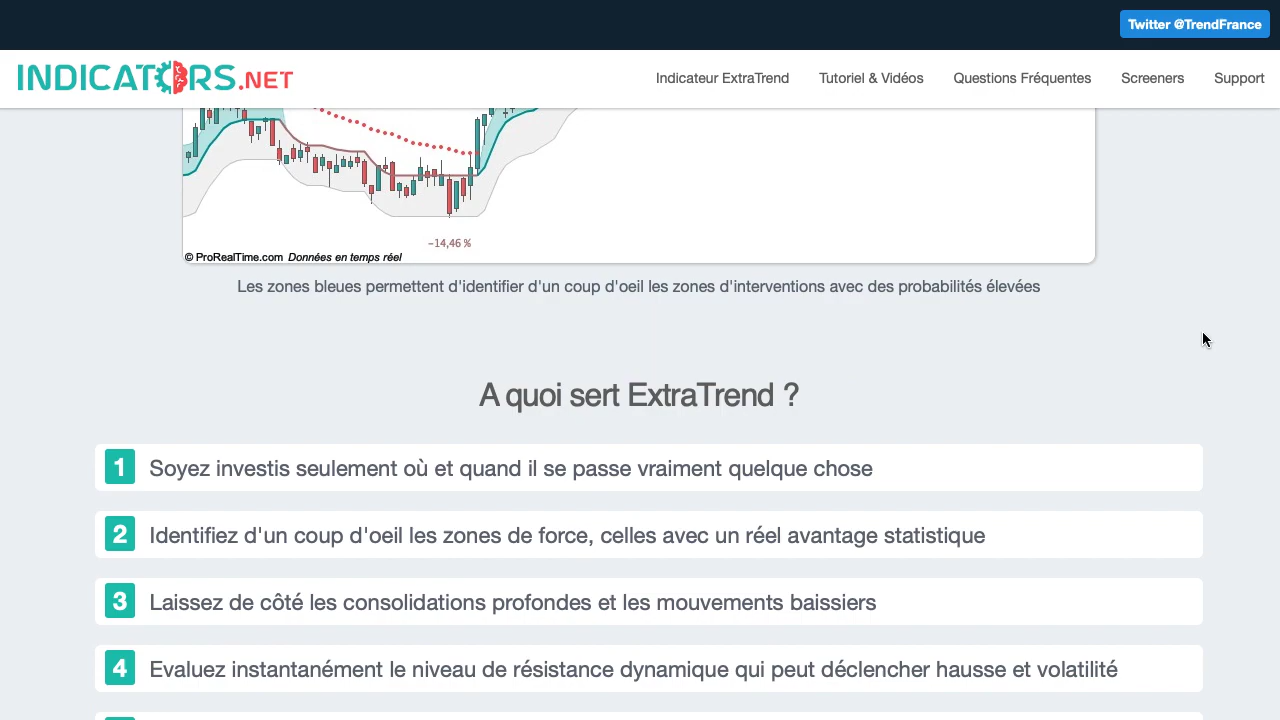 Twitter @TrendFrance
INDICATORS.NET
Indicateur ExtraTrend
Tutoriel & Vidéos
Questions Fréquentes
Screeners
Support
−14,46 %
© ProRealTime.com Données en temps réel
Les zones bleues permettent d'identifier d'un coup d'oeil les zones d'interventions avec des probabilités élevées
A quoi sert ExtraTrend ?
1 Soyez investis seulement où et quand il se passe vraiment quelque chose
2 Identifiez d'un coup d'oeil les zones de force, celles avec un réel avantage statistique
3 Laissez de côté les consolidations profondes et les mouvements baissiers
4 Evaluez instantanément le niveau de résistance dynamique qui peut déclencher hausse et volatilité